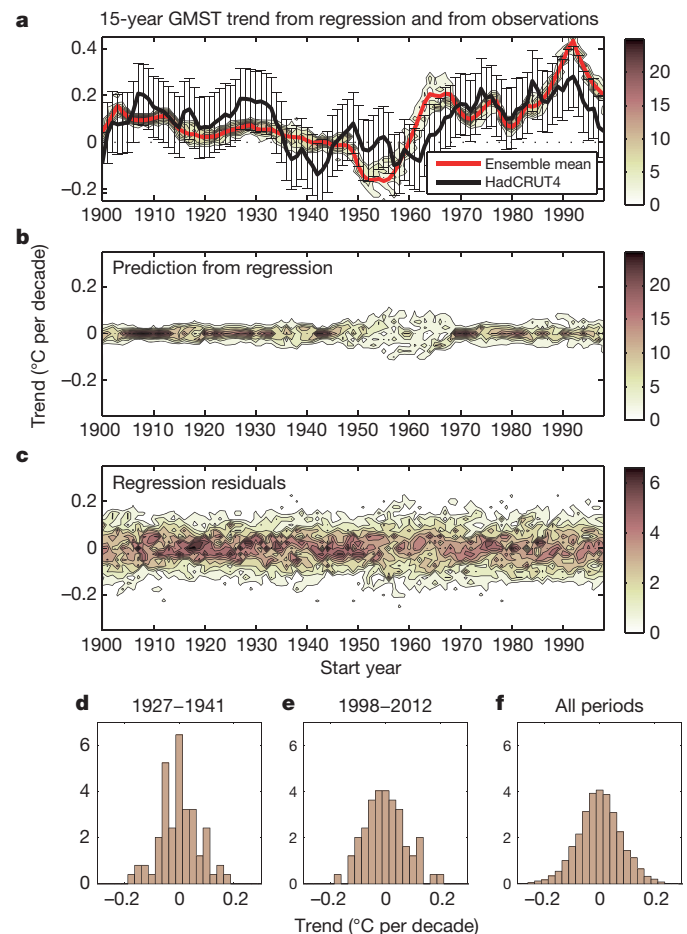 a 15-year GMST trend from regression and from observations
0.4
0.2
0
−0.2
Ensemble mean
HadCRUT4
1900 1910 1920 1930 1940 1950 1960 1970 1980 1990
20
15
10
5
0
b
Prediction from regression
0.2
0
−0.2
1900 1910 1920 1930 1940 1950 1960 1970 1980 1990
20
15
10
5
0
Trend (°C per decade)
c
Regression residuals
0.2
0
−0.2
1900 1910 1920 1930 1940 1950 1960 1970 1980 1990
Start year
6
4
2
0
d 1927–1941
6
4
2
0
−0.2 0 0.2
e 1998–2012
6
4
2
0
−0.2 0 0.2
f All periods
6
4
2
0
−0.2 0 0.2
Trend (°C per decade)